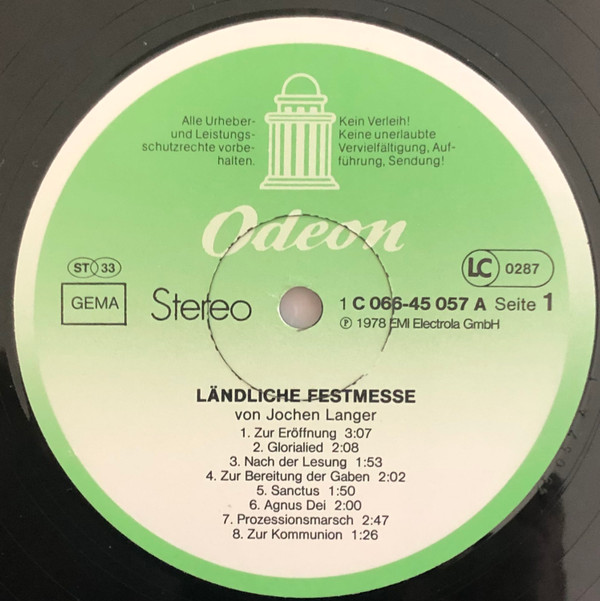 Alle Urheber-
und Leistungs-
schutzrechte vorbe-
halten.
Kein Verleih!
Keine unerlaubte
Vervielfältigung, Auf-
führung, Sendung!
Odeon
ST 33
LC 0287
GEMA
Stereo
1 C 066-45 057 A Seite 1
℗ 1978 EMI Electrola GmbH
LÄNDLICHE FESTMESSE
von Jochen Langer
1. Zur Eröffnung 3:07
2. Glorialied 2:08
3. Nach der Lesung 1:53
4. Zur Bereitung der Gaben 2:02
5. Sanctus 1:50
6. Agnus Dei 2:00
7. Prozessionsmarsch 2:47
8. Zur Kommunion 1:26